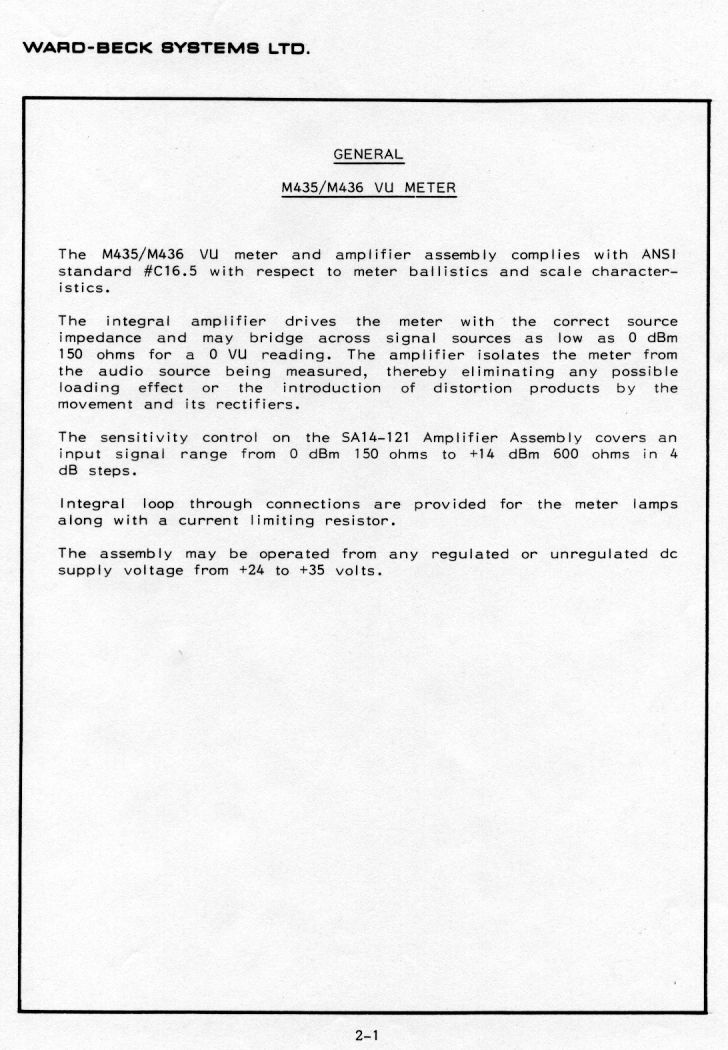 WARD-BECK SYSTEMS LTD.
GENERAL
M435/M436 VU METER
The M435/M436 VU meter and amplifier assembly complies with ANSI
standard #C16.5 with respect to meter ballistics and scale character-
istics.
The integral amplifier drives the meter with the correct source
impedance and may bridge across signal sources as low as 0 dBm
150 ohms for a 0 VU reading. The amplifier isolates the meter from
the audio source being measured, thereby eliminating any possible
loading effect or the introduction of distortion products by the
movement and its rectifiers.
The sensitivity control on the SA14-121 Amplifier Assembly covers an
input signal range from 0 dBm 150 ohms to +14 dBm 600 ohms in 4
dB steps.
Integral loop through connections are provided for the meter lamps
along with a current limiting resistor.
The assembly may be operated from any regulated or unregulated dc
supply voltage from +24 to +35 volts.
2-1